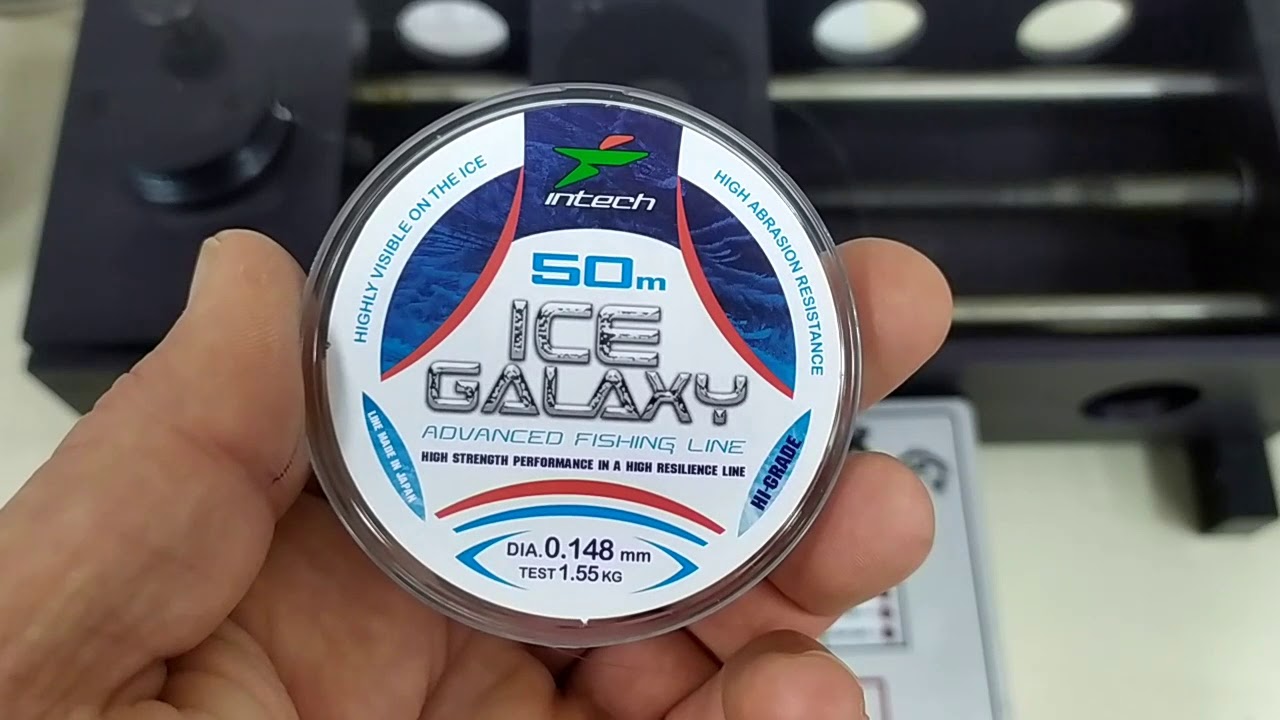 intech
HIGHLY VISIBLE ON THE ICE
HIGH ABRASION RESISTANCE
50m
ICE
GALAXY
ADVANCED FISHING LINE
HIGH STRENGTH PERFORMANCE IN A HIGH RESILIENCE LINE
LINE MADE IN JAPAN
HI-GRADE
DIA.0.148 mm
TEST 1.55 KG